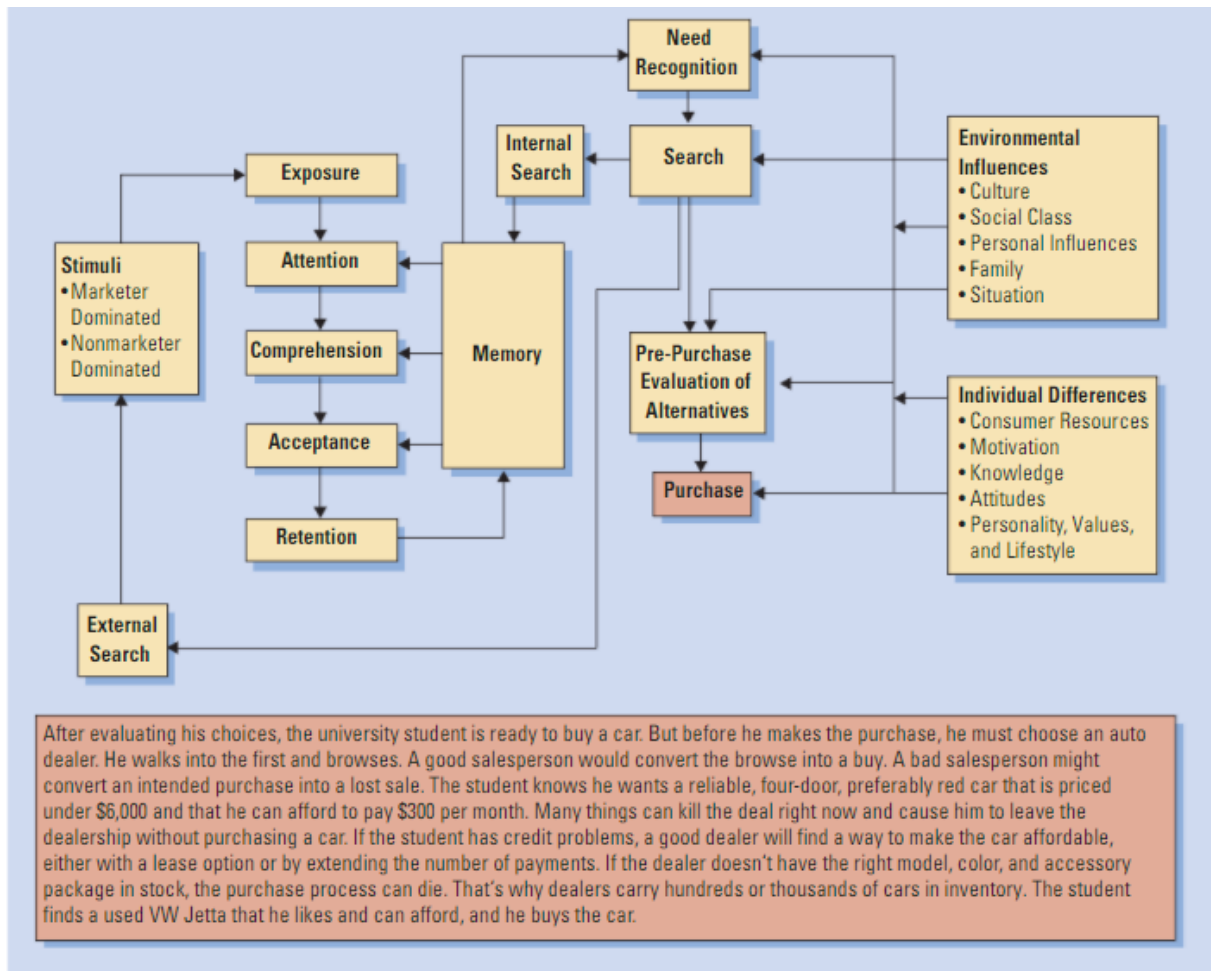 Need
Recognition
Internal
Search
Search
Environmental
Influences
• Culture
• Social Class
• Personal Influences
• Family
• Situation
Exposure
Stimuli
• Marketer
Dominated
• Nonmarketer
Dominated
Attention
Comprehension
Memory
Pre-Purchase
Evaluation of
Alternatives
Individual Differences
• Consumer Resources
• Motivation
• Knowledge
• Attitudes
• Personality, Values,
and Lifestyle
Acceptance
Purchase
Retention
External
Search
After evaluating his choices, the university student is ready to buy a car. But before he makes the purchase, he must choose an auto
dealer. He walks into the first and browses. A good salesperson would convert the browse into a buy. A bad salesperson might
convert an intended purchase into a lost sale. The student knows he wants a reliable, four-door, preferably red car that is priced
under $6,000 and that he can afford to pay $300 per month. Many things can kill the deal right now and cause him to leave the
dealership without purchasing a car. If the student has credit problems, a good dealer will find a way to make the car affordable,
either with a lease option or by extending the number of payments. If the dealer doesn't have the right model, color, and accessory
package in stock, the purchase process can die. That's why dealers carry hundreds or thousands of cars in inventory. The student
finds a used VW Jetta that he likes and can afford, and he buys the car.